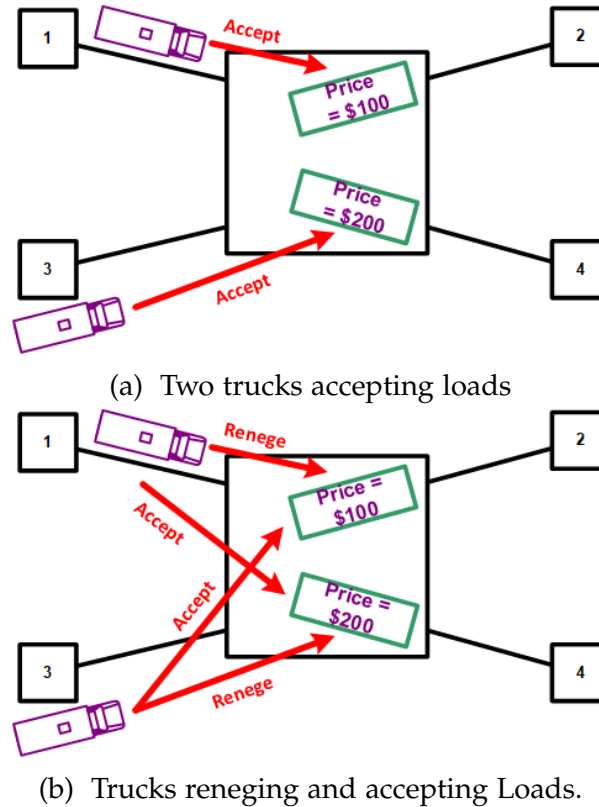 1
Accept
2
Price
= $100
Price
= $200
3
Accept
4
(a) Two trucks accepting loads
1
Renege
2
Price =
$100
Accept
Accept
Price =
$200
3
Renege
4
(b) Trucks reneging and accepting Loads.